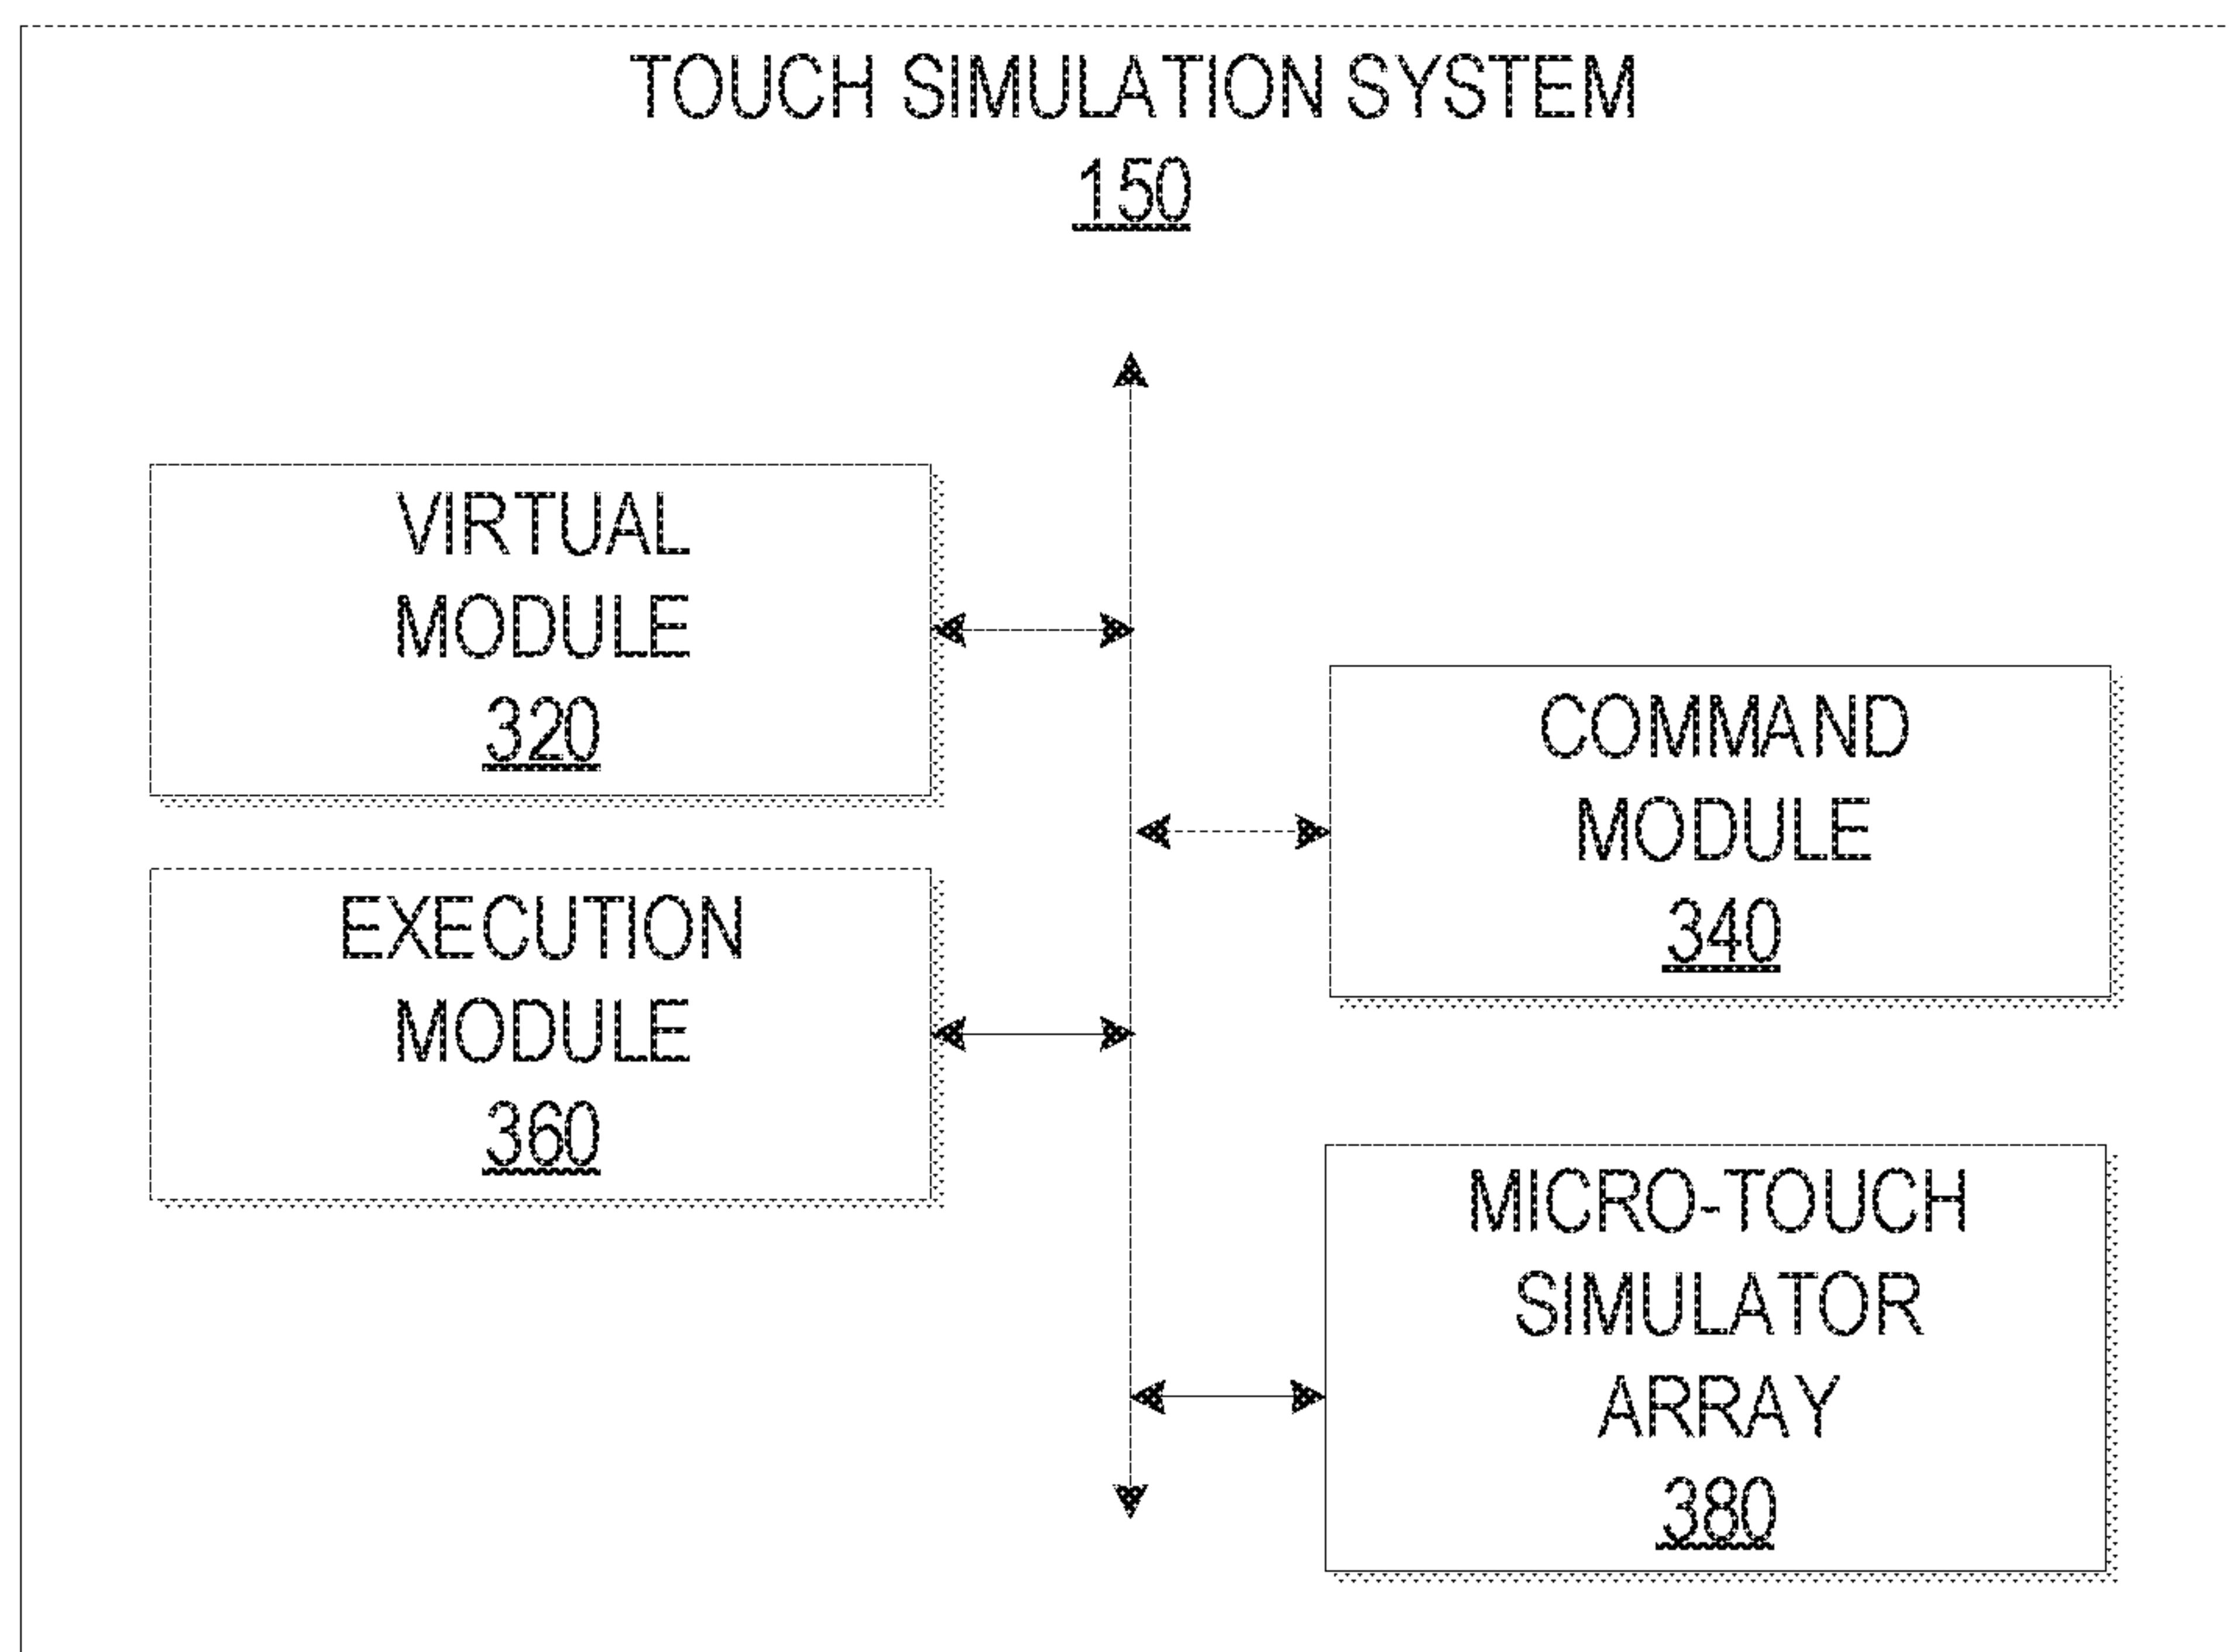 TOUCH SIMULATION SYSTEM
150
VIRTUAL
MODULE
320
COMMAND
MODULE
340
EXECUTION
MODULE
360
MICRO-TOUCH
SIMULATOR
ARRAY
380